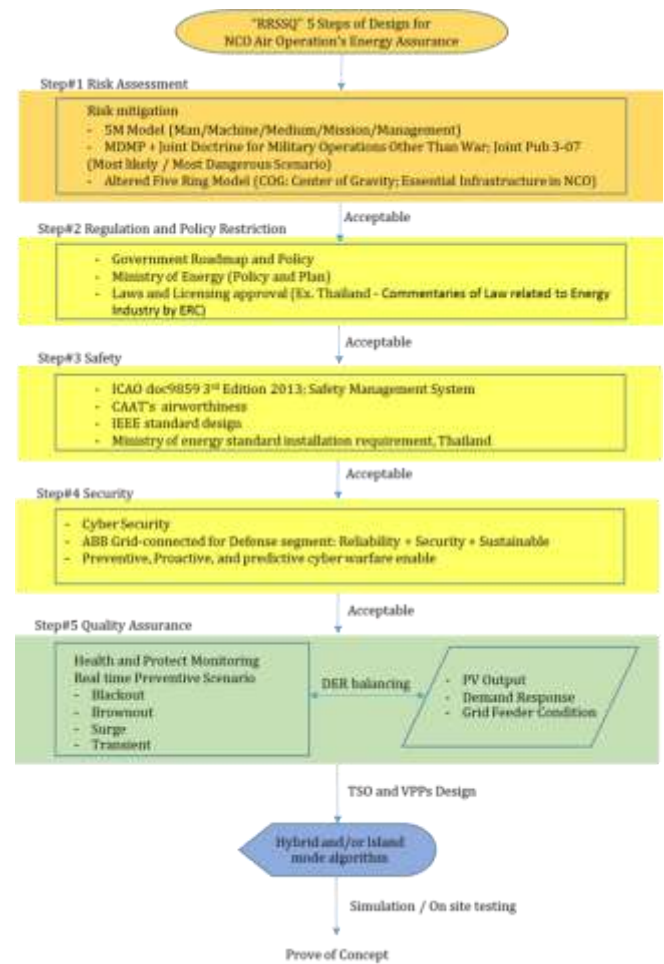 "RRSSQ" 5 Steps of Design for
NCO Air Operation's Energy Assurance
Step#1 Risk Assessment
Risk mitigation
- 5M Model (Man/Machine/Medium/Mission/Management)
- MDMP + Joint Doctrine for Military Operations Other Than War; Joint Pub 3-07
(Most likely / Most Dangerous Scenario)
- Altered Five Ring Model (COG: Center of Gravity; Essential Infrastructure in NCO)
Acceptable
Step#2 Regulation and Policy Restriction
- Government Roadmap and Policy
- Ministry of Energy (Policy and Plan)
- Laws and Licensing approval (Ex. Thailand - Commentaries of Law related to Energy
Industry by ERC)
Acceptable
Step#3 Safety
- ICAO doc9859 3rd Edition 2013: Safety Management System
- CAAT's airworthiness
- IEEE standard design
- Ministry of energy standard installation requirement, Thailand
Acceptable
Step#4 Security
- Cyber Security
- ABB Grid-connected for Defense segment: Reliability + Security + Sustainable
- Preventive, Proactive, and predictive cyber warfare enable
Acceptable
Step#5 Quality Assurance
Health and Protect Monitoring
Real time Preventive Scenario
- Blackout
- Brownout
- Surge
- Transient
DER balancing
- PV Output
- Demand Response
- Grid Feeder Condition
TSO and VPPs Design
Hybrid and/or Island
mode algorithm
Simulation / On site testing
Prove of Concept